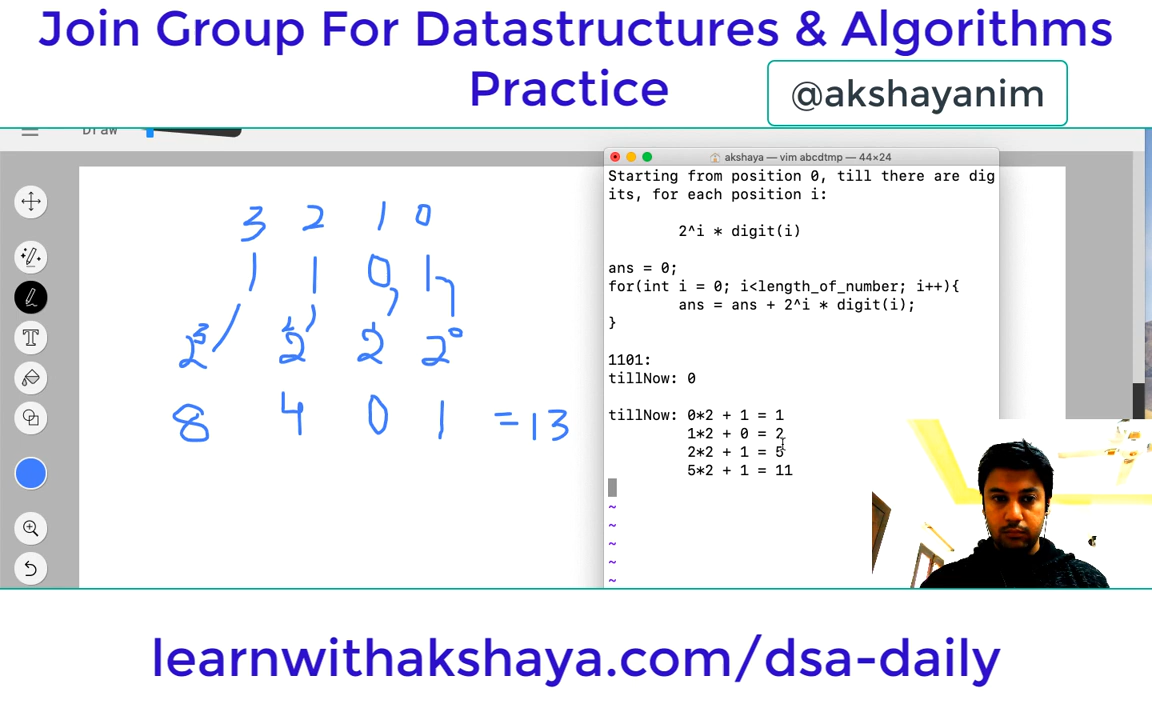 Join Group For Datastructures & Algorithms
Practice
@akshayanim
Draw
3 2 1 0
1 1 0 1
2^3 2^2 2^1 2^0
8 4 0 1 = 13
T
akshaya — vim abcdtmp — 44×24
Starting from position 0, till there are dig
its, for each position i:
2^i * digit(i)
ans = 0;
for(int i = 0; i<length_of_number; i++){
ans = ans + 2^i * digit(i);
}
1101:
tillNow: 0
tillNow: 0*2 + 1 = 1
1*2 + 0 = 2
2*2 + 1 = 5
5*2 + 1 = 11
~
~
~
~
~
learnwithakshaya.com/dsa-daily